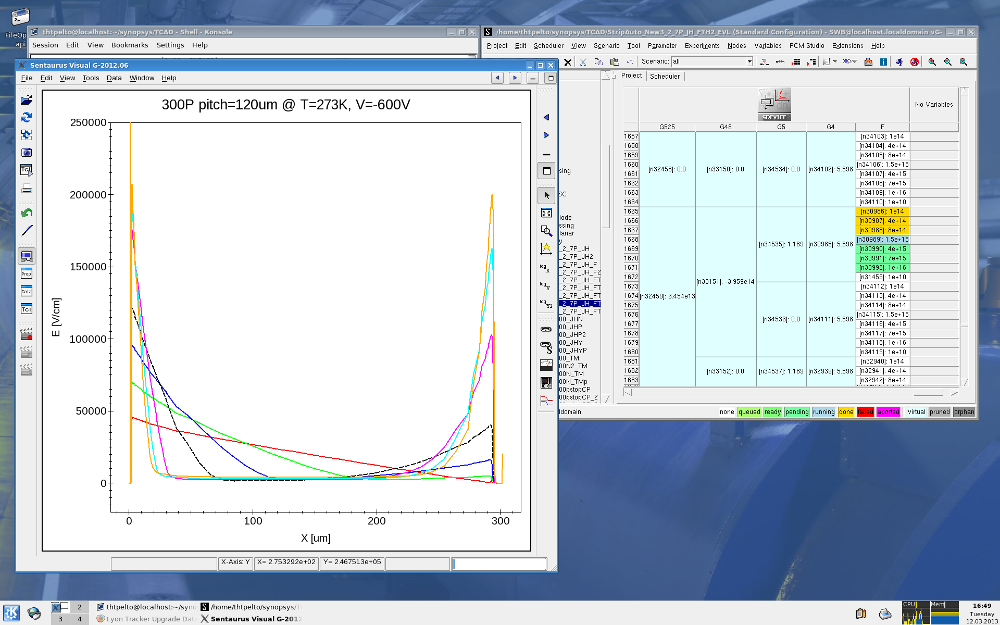 FileOp
api
thtpelto@localhost:~/synopsys/TCAD - Shell - Konsole
Session Edit View Bookmarks Settings Help
/home/thtpelto/synopsys/TCAD/StripAuto_New3_2_7P_JH_FTH2_EVL (Standard Configuration) - SWB@localhost.localdomain vG-
Project Edit Scheduler View Scenario Tool Parameter Experiments Nodes Variables PCM Studio Extensions Help
Scenario: all
Sentaurus Visual G-2012.06
File Edit View Tools Data Window Help
Tcl
Prop
Data
Tcl
300P pitch=120um @ T=273K, V=-600V
250000
200000
150000
100000
50000
0
E [V/cm]
0 100 200 300
X [um]
X-Axis: Y X= 2.753292e+02 Y= 2.467513e+05
log X
log Y
log Y2
sing
SC
iode
ssing
lanar
y
_2_7P_JH
_2_7P_JH2
_2_7P_JH_F
_2_7P_JH_F2
_2_7P_JH_FT
_2_7P_JH_FT
_2_7P_JH_FT
_2_7P_JH_FT
_2_7P_JH_FT
00_JHN
00_JHP
00_JHP2
00_JHY
00_JHYP
00_TM
00N2_TM
00N_TM
00N_TMp
00pstopCP
00pstopCP_2
ldomain
Project Scheduler
SDEVICE
No Variables
G525 G48 G5 G4 F
1657 [n34103]: 1e14
1658 [n34104]: 4e+14
1659 [n34105]: 8e+14
1660 [n32458]: 0.0 [n33150]: 0.0 [n34534]: 0.0 [n34102]: 5.598 [n34106]: 1.5e+15
1661 [n34107]: 4e+15
1662 [n34108]: 7e+15
1663 [n34109]: 1e+16
1664 [n34110]: 1e+10
1665 [n30986]: 1e14
1666 [n30987]: 4e+14
1667 [n30988]: 8e+14
1668 [n34535]: 1.189 [n30985]: 5.598 [n30989]: 1.5e+15
1669 [n30990]: 4e+15
1670 [n30991]: 7e+15
1671 [n30992]: 1e+16
1672 [n33151]: -3.959e14 [n31459]: 1e+10
1673 [n34112]: 1e14
1674 [n32459]: 6.454e13 [n34113]: 4e+14
1675 [n34114]: 8e+14
1676 [n34536]: 0.0 [n34111]: 5.598 [n34115]: 1.5e+15
1677 [n34116]: 4e+15
1678 [n34117]: 7e+15
1679 [n34118]: 1e+16
1680 [n34119]: 1e+10
1681 [n32940]: 1e14
1682 [n33152]: 0.0 [n34537]: 1.189 [n32939]: 5.598 [n32941]: 4e+14
1683 [n32942]: 8e+14
none queued ready pending running done failed aborted virtual pruned orphan
2
3 4
thtpelto@localhost:~/syno
/home/thtpelto/synopsys/T
Lyon Tracker Upgrade Data
Sentaurus Visual G-2012
CPU Mem
16:49
Tuesday
12.03.2013